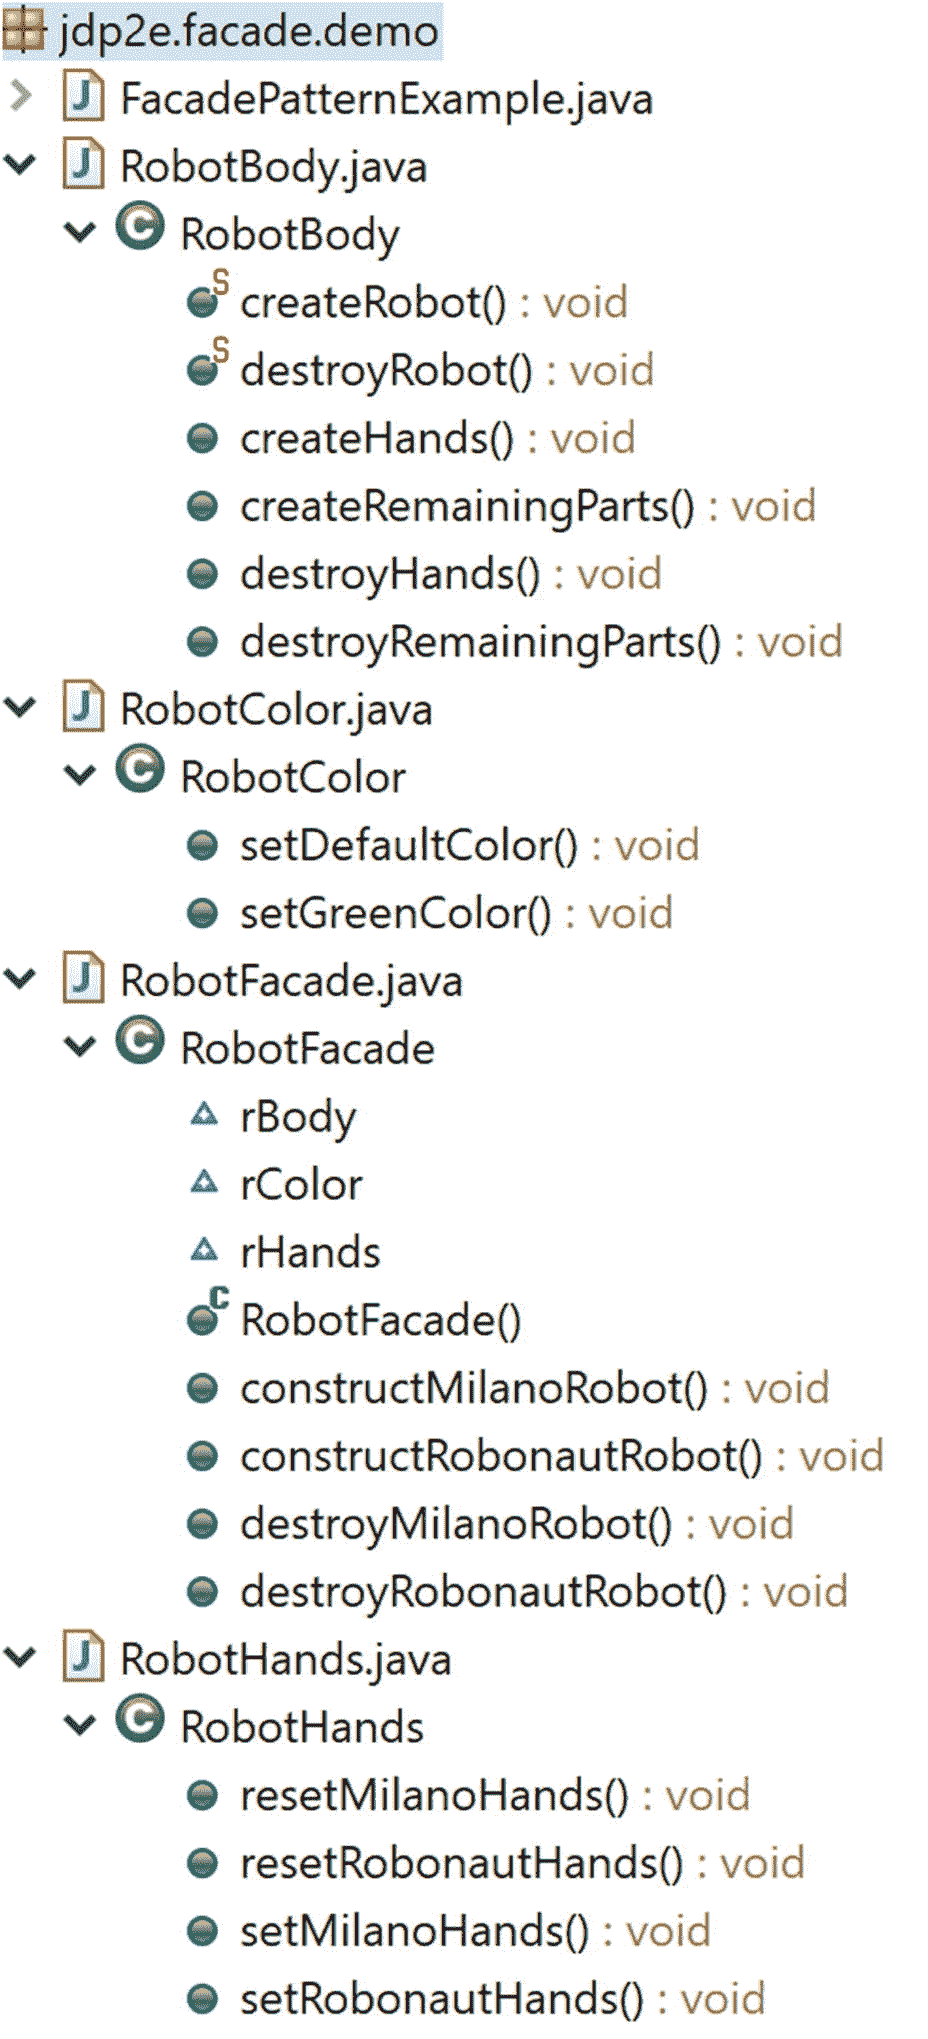 jdp2e.facade.demo
FacadePatternExample.java
RobotBody.java
RobotBody
createRobot() : void
destroyRobot() : void
createHands() : void
createRemainingParts() : void
destroyHands() : void
destroyRemainingParts() : void
RobotColor.java
RobotColor
setDefaultColor() : void
setGreenColor() : void
RobotFacade.java
RobotFacade
rBody
rColor
rHands
RobotFacade()
constructMilanoRobot() : void
constructRobonautRobot() : void
destroyMilanoRobot() : void
destroyRobonautRobot() : void
RobotHands.java
RobotHands
resetMilanoHands() : void
resetRobonautHands() : void
setMilanoHands() : void
setRobonautHands() : void